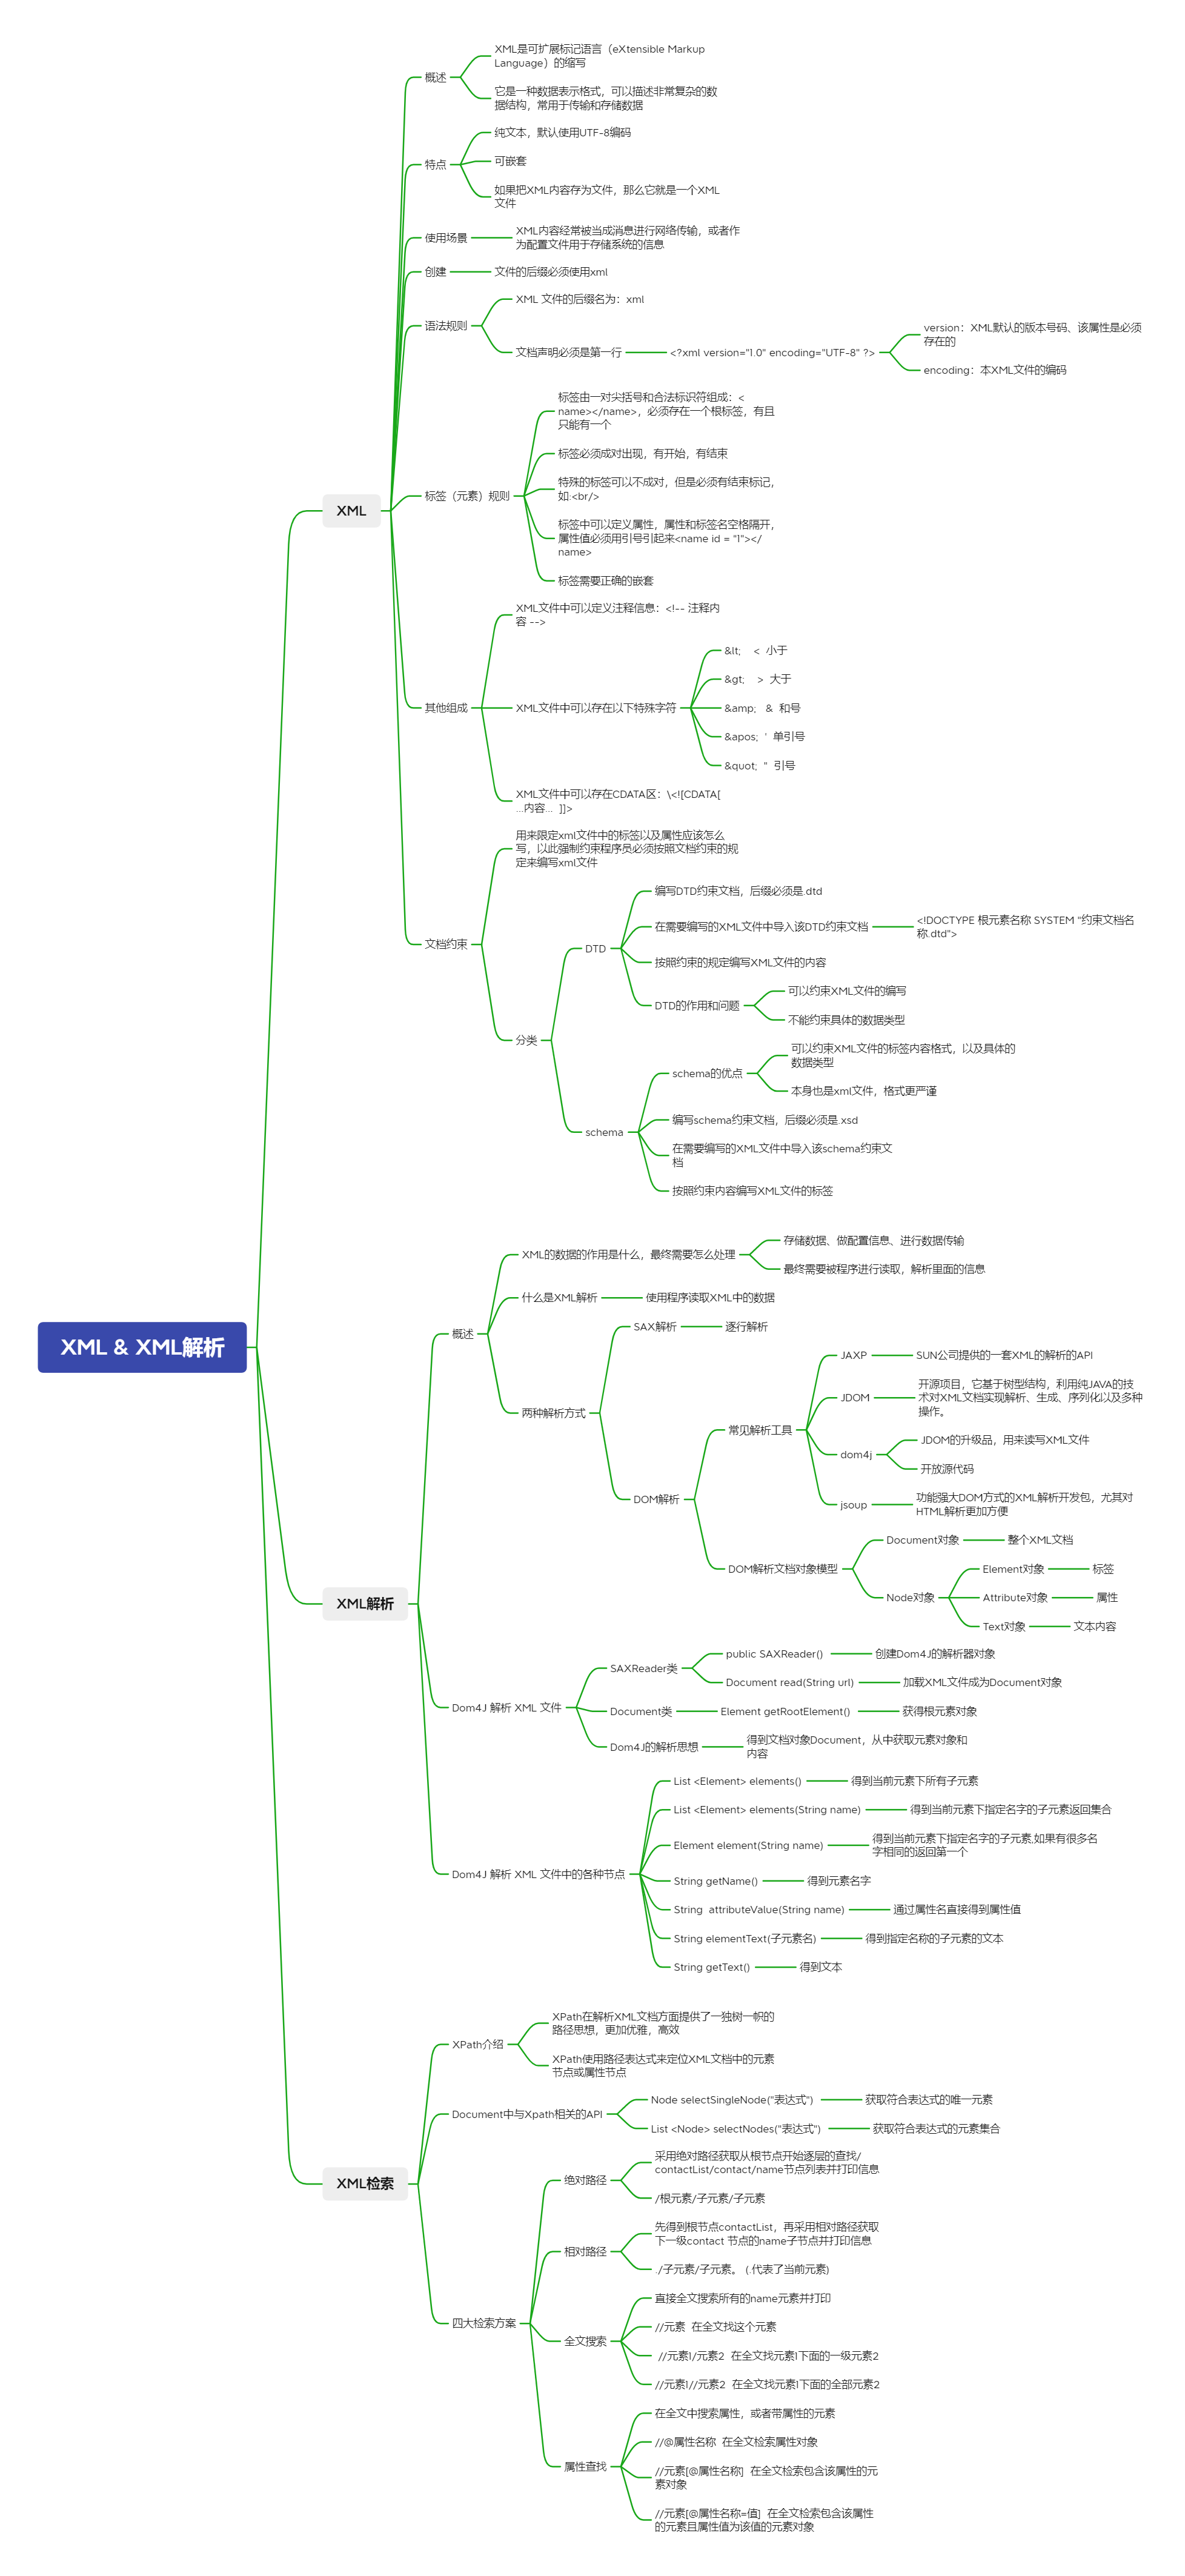 XML & XML解析
XML
概述
XML是可扩展标记语言（eXtensible Markup
Language）的缩写
它是一种数据表示格式，可以描述非常复杂的数
据结构，常用于传输和存储数据
特点
纯文本，默认使用UTF-8编码
可嵌套
如果把XML内容存为文件，那么它就是一个XML
文件
使用场景
XML内容经常被当成消息进行网络传输，或者作
为配置文件用于存储系统的信息
创建
文件的后缀必须使用xml
语法规则
XML 文件的后缀名为：xml
文档声明必须是第一行
<?xml version="1.0" encoding="UTF-8" ?>
version：XML默认的版本号码、该属性是必须
存在的
encoding：本XML文件的编码
标签（元素）规则
标签由一对尖括号和合法标识符组成：<
name></name>，必须存在一个根标签，有且
只能有一个
标签必须成对出现，有开始，有结束
特殊的标签可以不成对，但是必须有结束标记，
如:<br/>
标签中可以定义属性，属性和标签名空格隔开，
属性值必须用引号引起来<name id = "1"></
name>
标签需要正确的嵌套
其他组成
XML文件中可以定义注释信息：<!-- 注释内
容 -->
XML文件中可以存在以下特殊字符
&lt; < 小于
&gt; > 大于
&amp; & 和号
&apos; ' 单引号
&quot; " 引号
XML文件中可以存在CDATA区：\<![CDATA[
...内容... ]]>
文档约束
用来限定xml文件中的标签以及属性应该怎么
写，以此强制约束程序员必须按照文档约束的规
定来编写xml文件
分类
DTD
编写DTD约束文档，后缀必须是.dtd
在需要编写的XML文件中导入该DTD约束文档
<!DOCTYPE 根元素名称 SYSTEM "约束文档名
称.dtd">
按照约束的规定编写XML文件的内容
DTD的作用和问题
可以约束XML文件的编写
不能约束具体的数据类型
schema
schema的优点
可以约束XML文件的标签内容格式，以及具体的
数据类型
本身也是xml文件，格式更严谨
编写schema约束文档，后缀必须是.xsd
在需要编写的XML文件中导入该schema约束文
档
按照约束内容编写XML文件的标签
XML解析
概述
XML的数据的作用是什么，最终需要怎么处理
存储数据、做配置信息、进行数据传输
最终需要被程序进行读取，解析里面的信息
什么是XML解析
使用程序读取XML中的数据
两种解析方式
SAX解析
逐行解析
DOM解析
常见解析工具
JAXP
SUN公司提供的一套XML的解析的API
JDOM
开源项目，它基于树型结构，利用纯JAVA的技
术对XML文档实现解析、生成、序列化以及多种
操作。
dom4j
JDOM的升级品，用来读写XML文件
开放源代码
jsoup
功能强大DOM方式的XML解析开发包，尤其对
HTML解析更加方便
DOM解析文档对象模型
Document对象
整个XML文档
Node对象
Element对象
标签
Attribute对象
属性
Text对象
文本内容
Dom4J 解析 XML 文件
SAXReader类
public SAXReader()
创建Dom4J的解析器对象
Document read(String url)
加载XML文件成为Document对象
Document类
Element getRootElement()
获得根元素对象
Dom4J的解析思想
得到文档对象Document，从中获取元素对象和
内容
Dom4J 解析 XML 文件中的各种节点
List <Element> elements()
得到当前元素下所有子元素
List <Element> elements(String name)
得到当前元素下指定名字的子元素返回集合
Element element(String name)
得到当前元素下指定名字的子元素,如果有很多名
字相同的返回第一个
String getName()
得到元素名字
String  attributeValue(String name)
通过属性名直接得到属性值
String elementText(子元素名)
得到指定名称的子元素的文本
String getText()
得到文本
XML检索
XPath介绍
XPath在解析XML文档方面提供了一独树一帜的
路径思想，更加优雅，高效
XPath使用路径表达式来定位XML文档中的元素
节点或属性节点
Document中与Xpath相关的API
Node selectSingleNode("表达式")
获取符合表达式的唯一元素
List <Node> selectNodes("表达式")
获取符合表达式的元素集合
四大检索方案
绝对路径
采用绝对路径获取从根节点开始逐层的查找/
contactList/contact/name节点列表并打印信息
/根元素/子元素/子元素
相对路径
先得到根节点contactList，再采用相对路径获取
下一级contact 节点的name子节点并打印信息
./子元素/子元素。 (.代表了当前元素)
全文搜索
直接全文搜索所有的name元素并打印
//元素  在全文找这个元素
//元素1/元素2  在全文找元素1下面的一级元素2
//元素1//元素2  在全文找元素1下面的全部元素2
属性查找
在全文中搜索属性，或者带属性的元素
//@属性名称  在全文检索属性对象
//元素[@属性名称]  在全文检索包含该属性的元
素对象
//元素[@属性名称=值]  在全文检索包含该属性
的元素且属性值为该值的元素对象